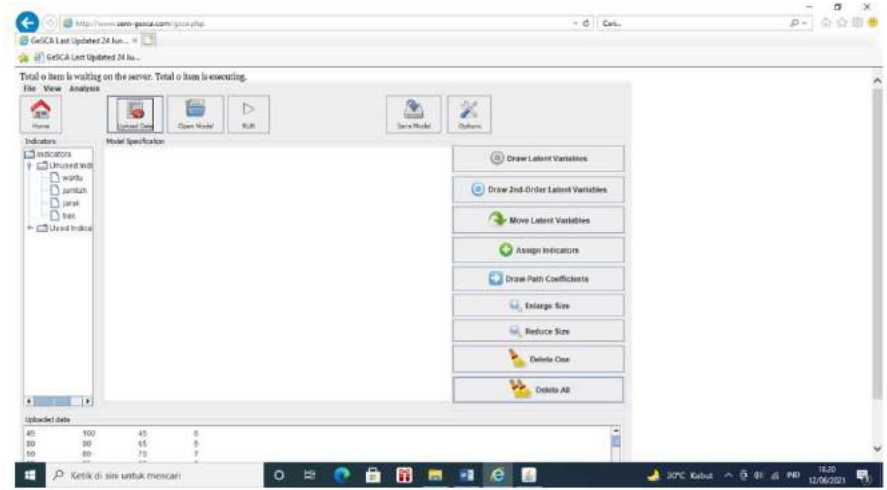 http://www.sem-gesca.com/gsca.php
Cari...
GeSCA Last Updated 24 Jun...
GeSCA Last Updated 24 Ju...
Total 0 item is waiting on the server. Total 0 item is executing.
File View Analysis
Home
Upload Data
Open Model
RUN
Save Model
Options
Indicators
Model Specification
Indicators
Unused Indi
waktu
jumlah
jarak
Used Indica
Draw Latent Variables
Draw 2nd-Order Latent Variables
Move Latent Variables
Assign Indicators
Draw Path Coefficients
Enlarge Size
Reduce Size
Delete One
Delete All
Uploaded data
45 100 45 6
80 90
50 80 70 7
Ketik di sini untuk mencari
30°C Kabut
IND
16.20
12/06/2021